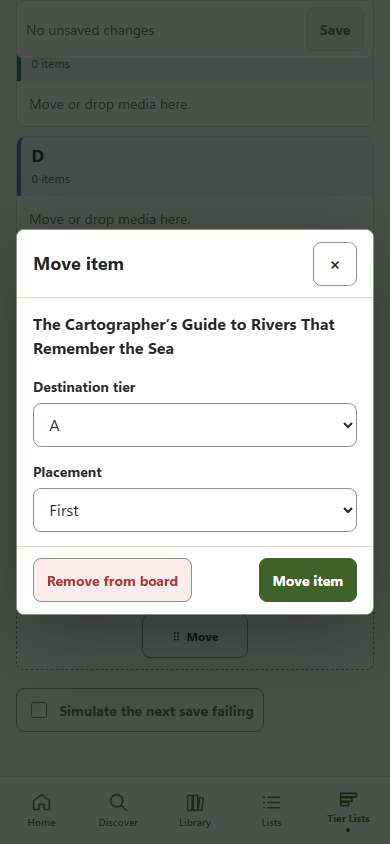 No unsaved changes
Save
0 items
Move or drop media here.
D
0 items
Move or drop media here.
Move item
×
The Cartographer’s Guide to Rivers That
Remember the Sea
Destination tier
A
Placement
First
Remove from board
Move item
⠿ Move
Simulate the next save failing
Home
Discover
Library
Lists
Tier Lists